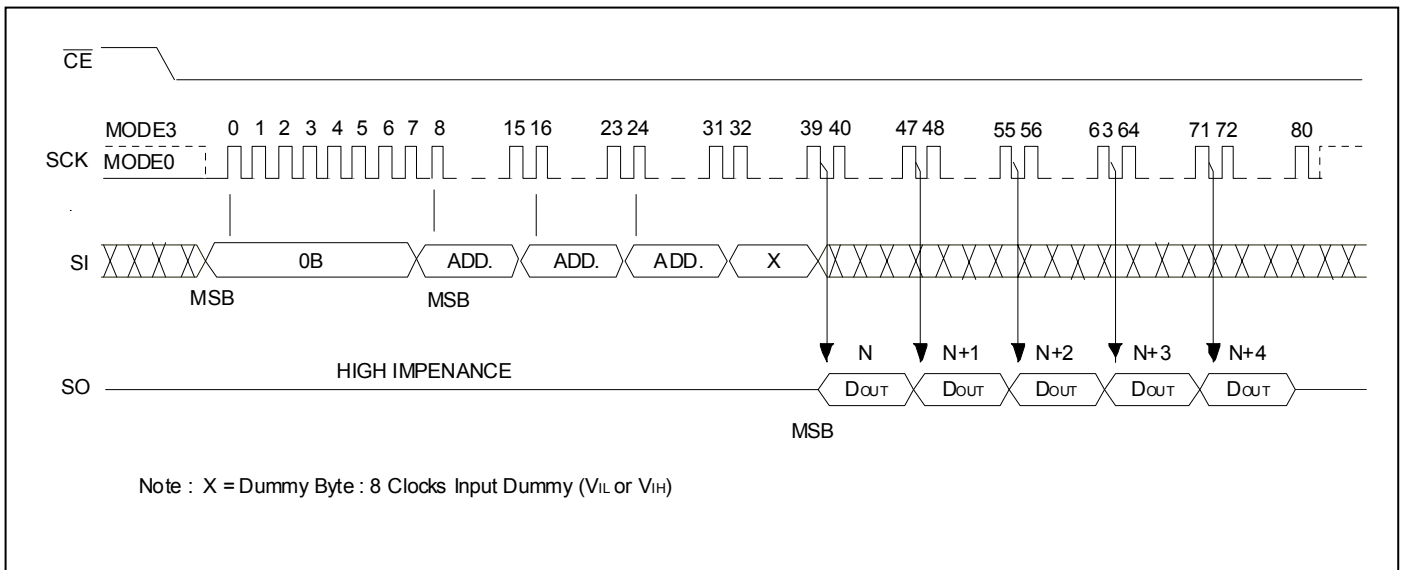 CE
MODE3 0 1 2 3 4 5 6 7 8 15 16 23 24 31 32 39 40 47 48 55 56 63 64 71 72 80
SCK MODE0
SI 0B ADD. ADD. ADD. X
MSB MSB
N N+1 N+2 N+3 N+4
HIGH IMPENANCE
SO DOUT DOUT DOUT DOUT DOUT
MSB
Note : X = Dummy Byte : 8 Clocks Input Dummy (VIL or VIH)